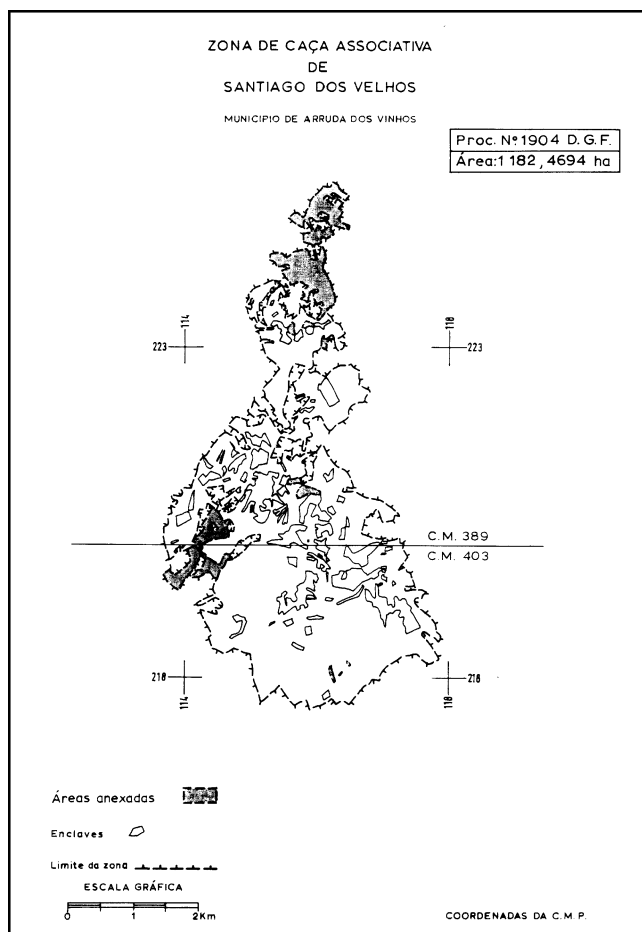 ZONA DE CAÇA ASSOCIATIVA
DE
SANTIAGO DOS VELHOS
MUNICIPIO DE ARRUDA DOS VINHOS
Proc. Nº 1904 D. G. F.
Área: 1 182, 4694 ha
114
118
223
223
C.M. 389
C.M. 403
218
218
114
118
Áreas anexadas
Enclaves
Limite da zona
ESCALA GRÁFICA
0 1 2Km
COORDENADAS DA C.M.P.